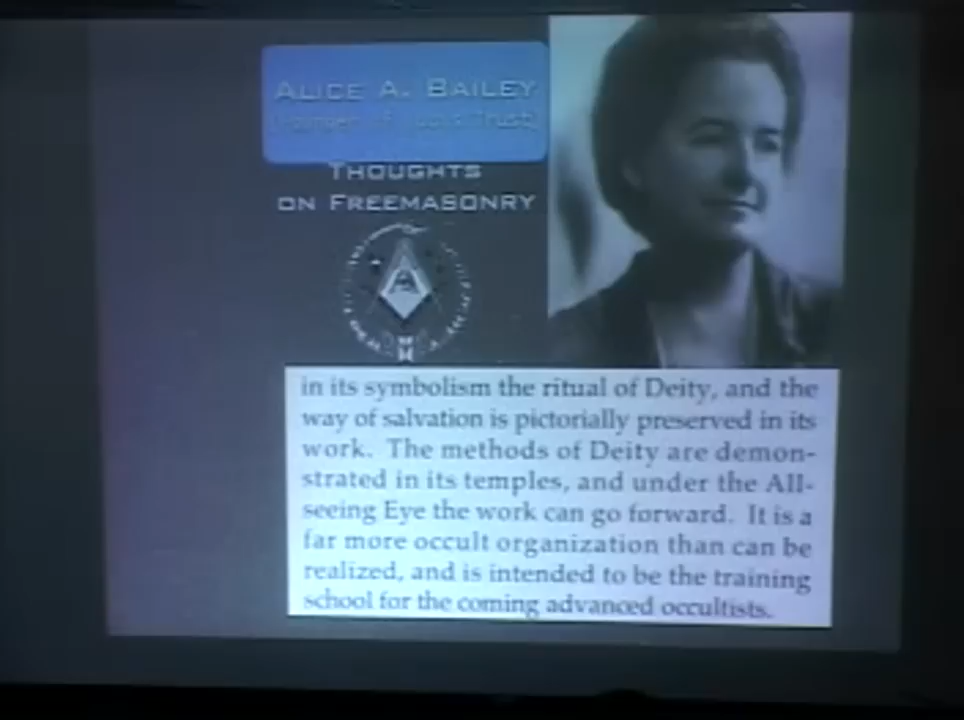 ALICE A. BAILEY
THOUGHTS
ON FREEMASONRY
in its symbolism the ritual of Deity, and the
way of salvation is pictorially preserved in its
work. The methods of Deity are demon-
strated in its temples, and under the All-
seeing Eye the work can go forward. It is a
far more occult organization than can be
realized, and is intended to be the training
school for the coming advanced occultists.